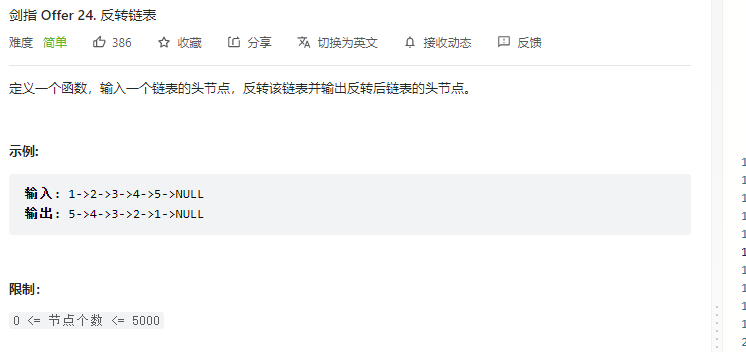 剑指 Offer 24. 反转链表
难度 简单 386 收藏 分享 切换为英文 接收动态 反馈
定义一个函数，输入一个链表的头节点，反转该链表并输出反转后链表的头节点。
示例:
输入: 1->2->3->4->5->NULL
输出: 5->4->3->2->1->NULL
限制：
0 <= 节点个数 <= 5000
1
1
1
1
1
1
1
1
1
1
2